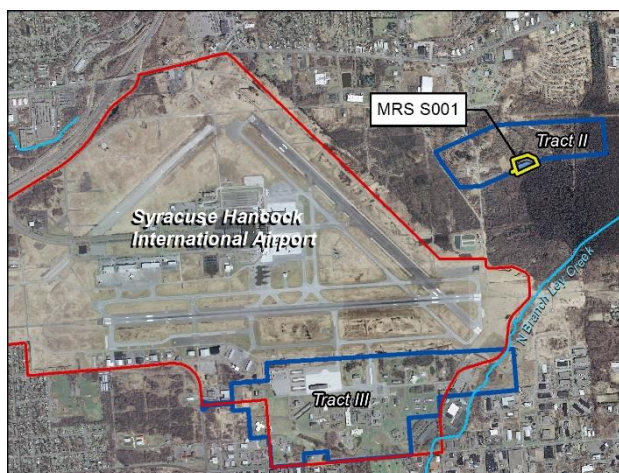 MRS S001
Tract II
Syracuse Hancock
International Airport
N Branch Ley Creek
Tract III